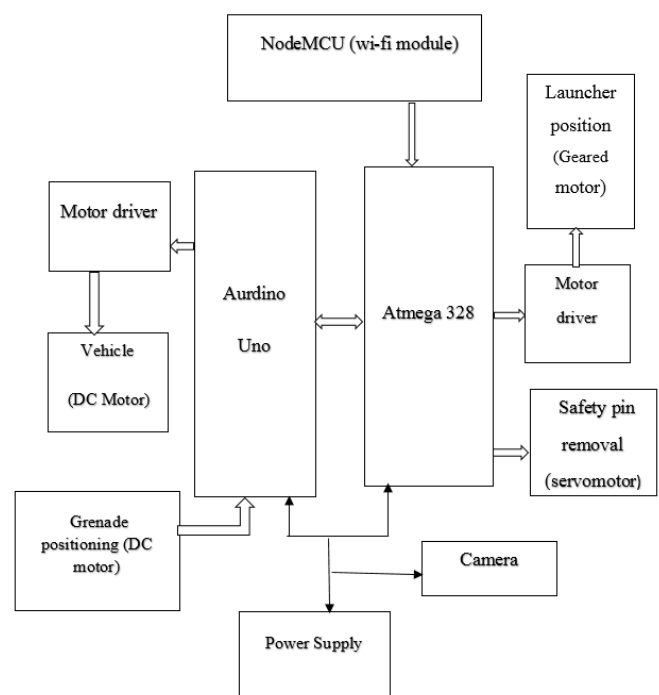 NodeMCU (wi-fi module)
Launcher
position
(Geared
motor)
Motor driver
Aurdino
Uno
Atmega 328
Motor
driver
Vehicle
(DC Motor)
Safety pin
removal
(servomotor)
Grenade
positioning (DC
motor)
Camera
Power Supply